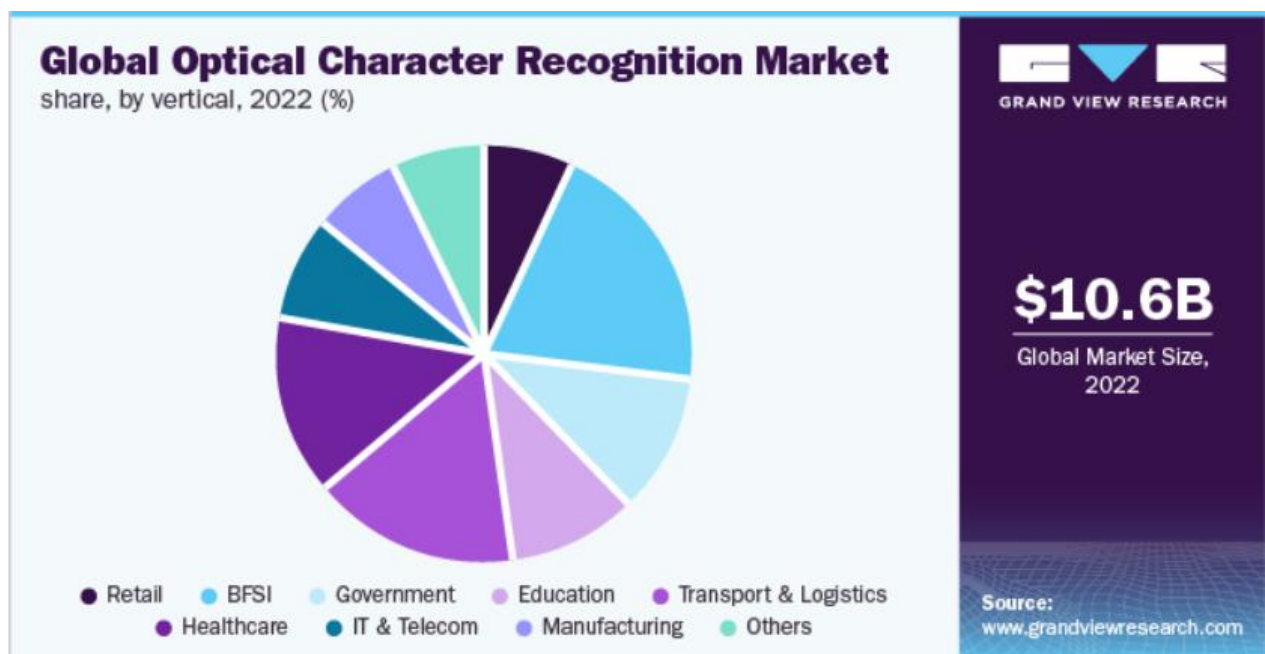 Global Optical Character Recognition Market
share, by vertical, 2022 (%)
GRAND VIEW RESEARCH
$10.6B
Global Market Size,
2022
Retail
BFSI
Government
Education
Transport & Logistics
Healthcare
IT & Telecom
Manufacturing
Others
Source:
www.grandviewresearch.com